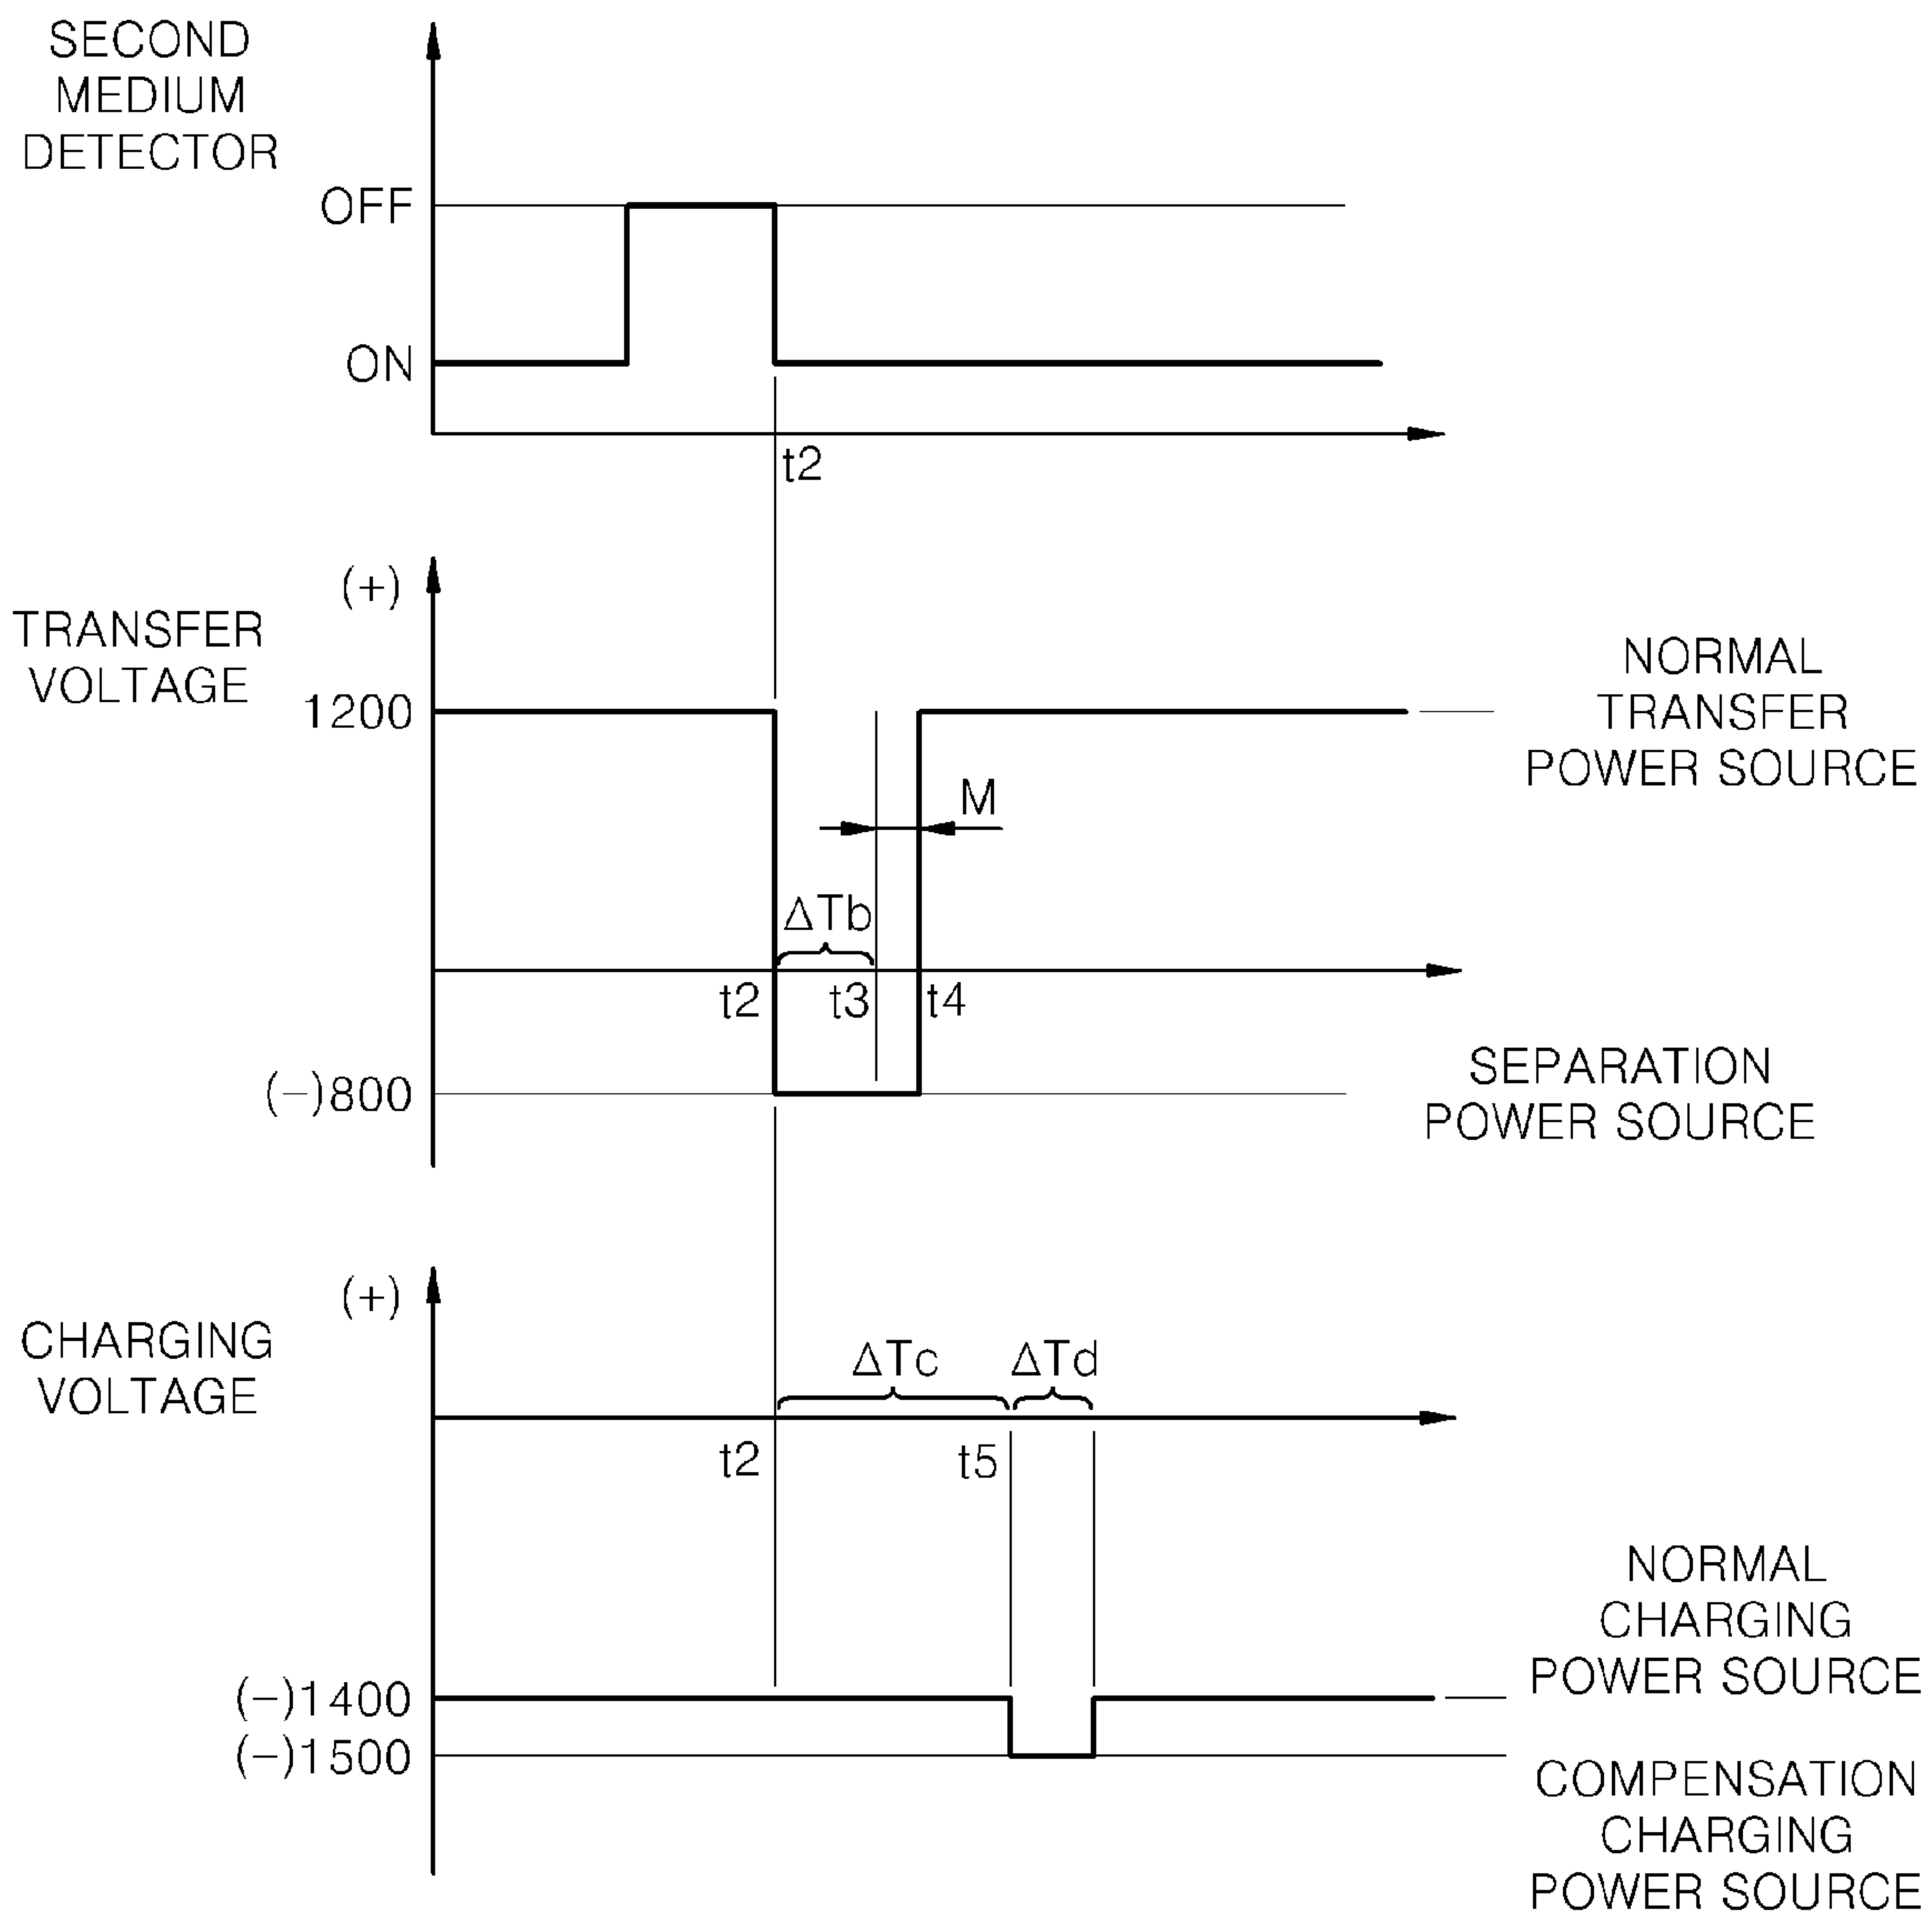 SECOND
MEDIUM
DETECTOR
OFF
ON
t2
(+)
TRANSFER
VOLTAGE
1200
NORMAL
TRANSFER
POWER SOURCE
M
ΔTb
t2
t3
t4
(−)800
SEPARATION
POWER SOURCE
(+)
CHARGING
VOLTAGE
ΔTc
ΔTd
t2
t5
NORMAL
CHARGING
POWER SOURCE
(−)1400
(−)1500
COMPENSATION
CHARGING
POWER SOURCE